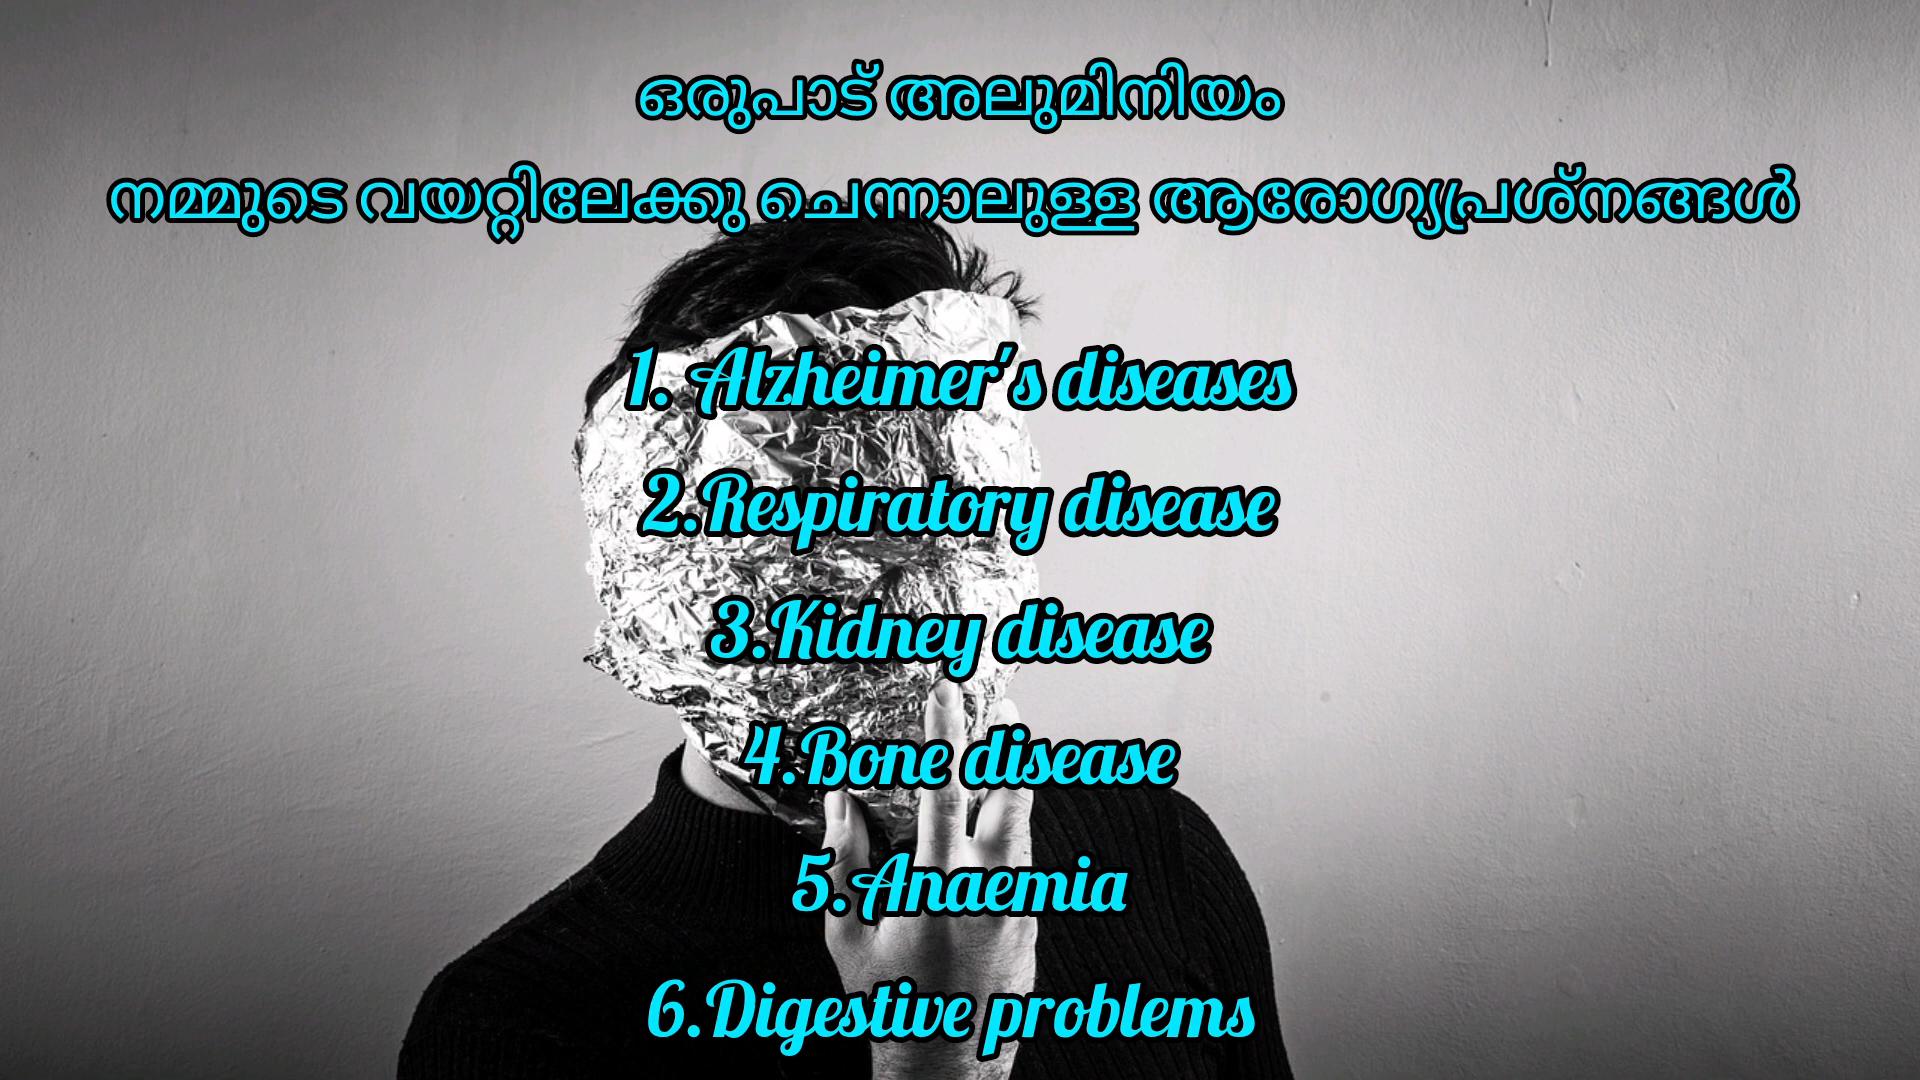 ഒരുപാട് അലുമിനിയം
നമ്മുടെ വയറ്റിലേക്കു ചെന്നാലുള്ള ആരോഗ്യപ്രശ്നങ്ങൾ
1. Alzheimer's diseases
2.Respiratory disease
3.Kidney disease
4.Bone disease
5.Anaemia
6.Digestive problems